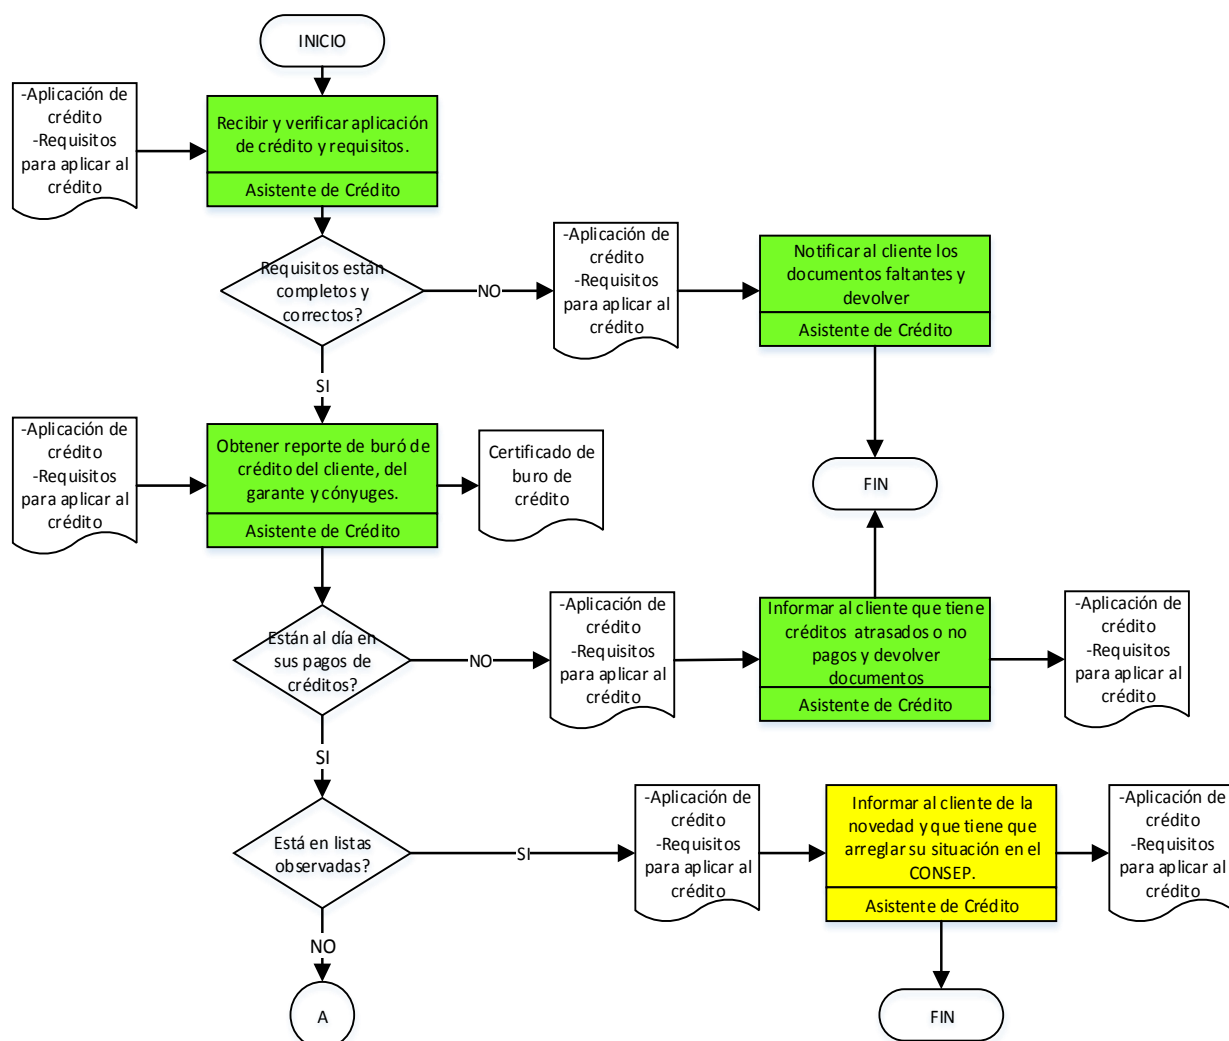 INICIO
-Aplicación de
crédito
-Requisitos
para aplicar al
crédito
Recibir y verificar aplicación
de crédito y requisitos.
Asistente de Crédito
Requisitos están
completos y
correctos?
NO
-Aplicación de
crédito
-Requisitos
para aplicar al
crédito
Notificar al cliente los
documentos faltantes y
devolver
Asistente de Crédito
SI
-Aplicación de
crédito
-Requisitos
para aplicar al
crédito
Obtener reporte de buró de
crédito del cliente, del
garante y cónyuges.
Asistente de Crédito
Certificado de
buro de
crédito
FIN
Están al día en
sus pagos de
créditos?
NO
-Aplicación de
crédito
-Requisitos
para aplicar al
crédito
Informar al cliente que tiene
créditos atrasados o no
pagos y devolver
documentos
Asistente de Crédito
-Aplicación de
crédito
-Requisitos
para aplicar al
crédito
SI
Está en listas
observadas?
SI
-Aplicación de
crédito
-Requisitos
para aplicar al
crédito
Informar al cliente de la
novedad y que tiene que
arreglar su situación en el
CONSEP.
Asistente de Crédito
-Aplicación de
crédito
-Requisitos
para aplicar al
crédito
NO
A
FIN